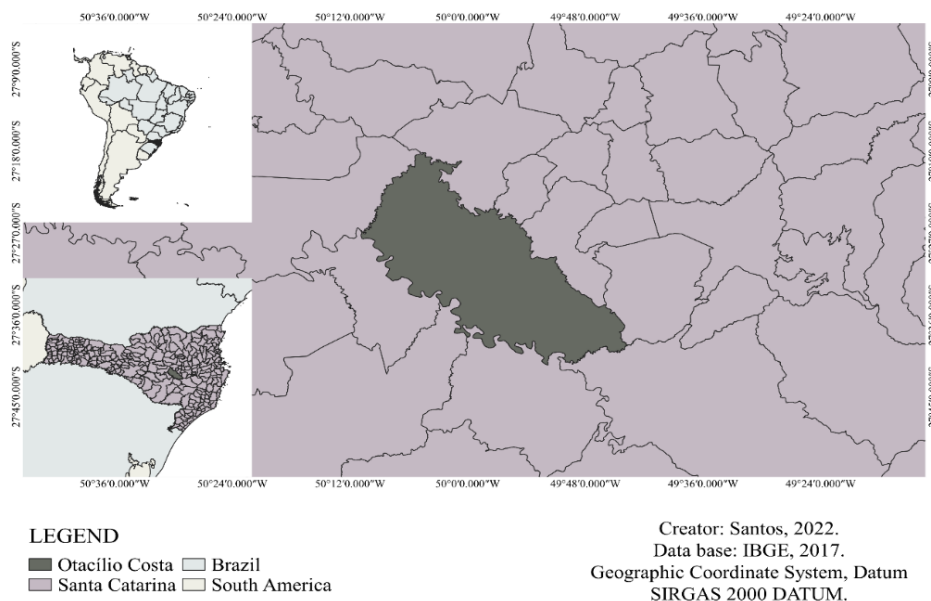 50°36'0.000"W 50°24'0.000"W 50°12'0.000"W 50°0'0.000"W 49°48'0.000"W 49°36'0.000"W 49°24'0.000"W
27°9'0.000"S
27°18'0.000"S
27°27'0.000"S
27°36'0.000"S
27°45'0.000"S
50°36'0.000"W 50°24'0.000"W 50°12'0.000"W 50°0'0.000"W 49°48'0.000"W 49°36'0.000"W 49°24'0.000"W
LEGEND
Otacílio Costa Brazil
Santa Catarina South America
Creator: Santos, 2022.
Data base: IBGE, 2017.
Geographic Coordinate System, Datum
SIRGAS 2000 DATUM.